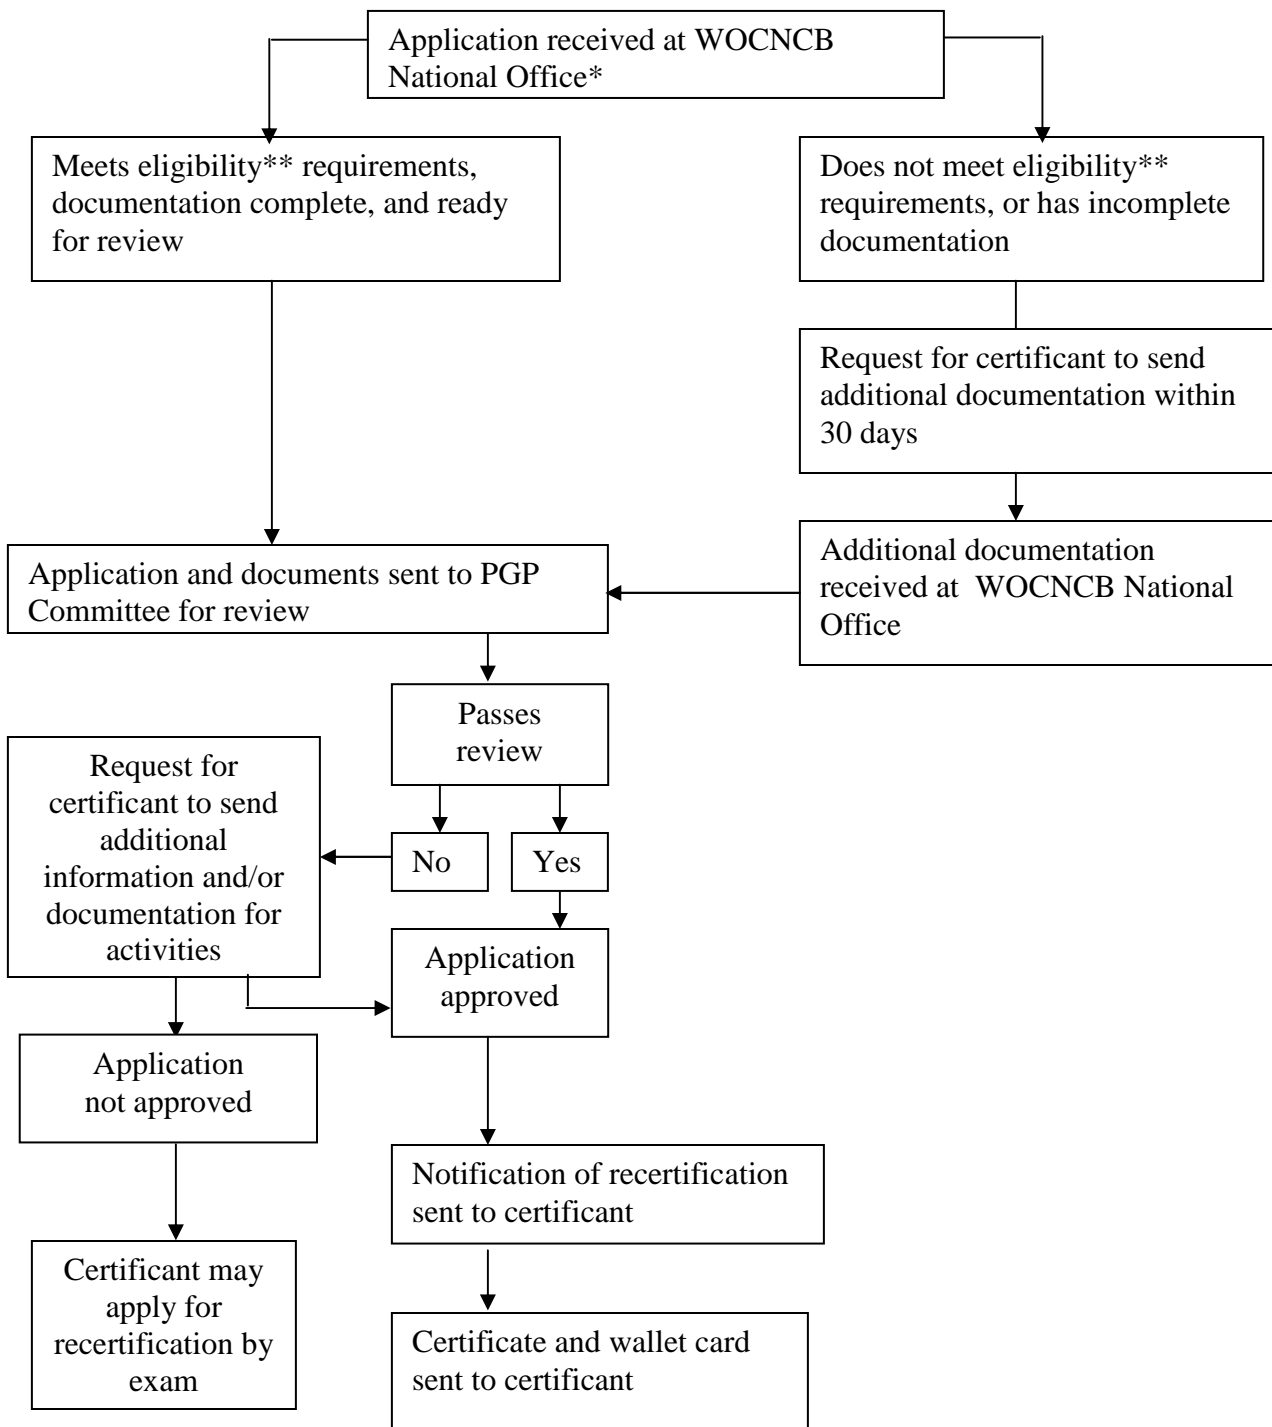 Application received at WOCNCB
National Office*
Meets eligibility** requirements,
documentation complete, and ready
for review
Does not meet eligibility**
requirements, or has incomplete
documentation
Request for certificant to send
additional documentation within
30 days
Additional documentation
received at WOCNCB National
Office
Application and documents sent to PGP
Committee for review
Passes
review
No
Yes
Request for
certificant to send
additional
information and/or
documentation for
activities
Application
approved
Application
not approved
Notification of recertification
sent to certificant
Certificant may
apply for
recertification by
exam
Certificate and wallet card
sent to certificant